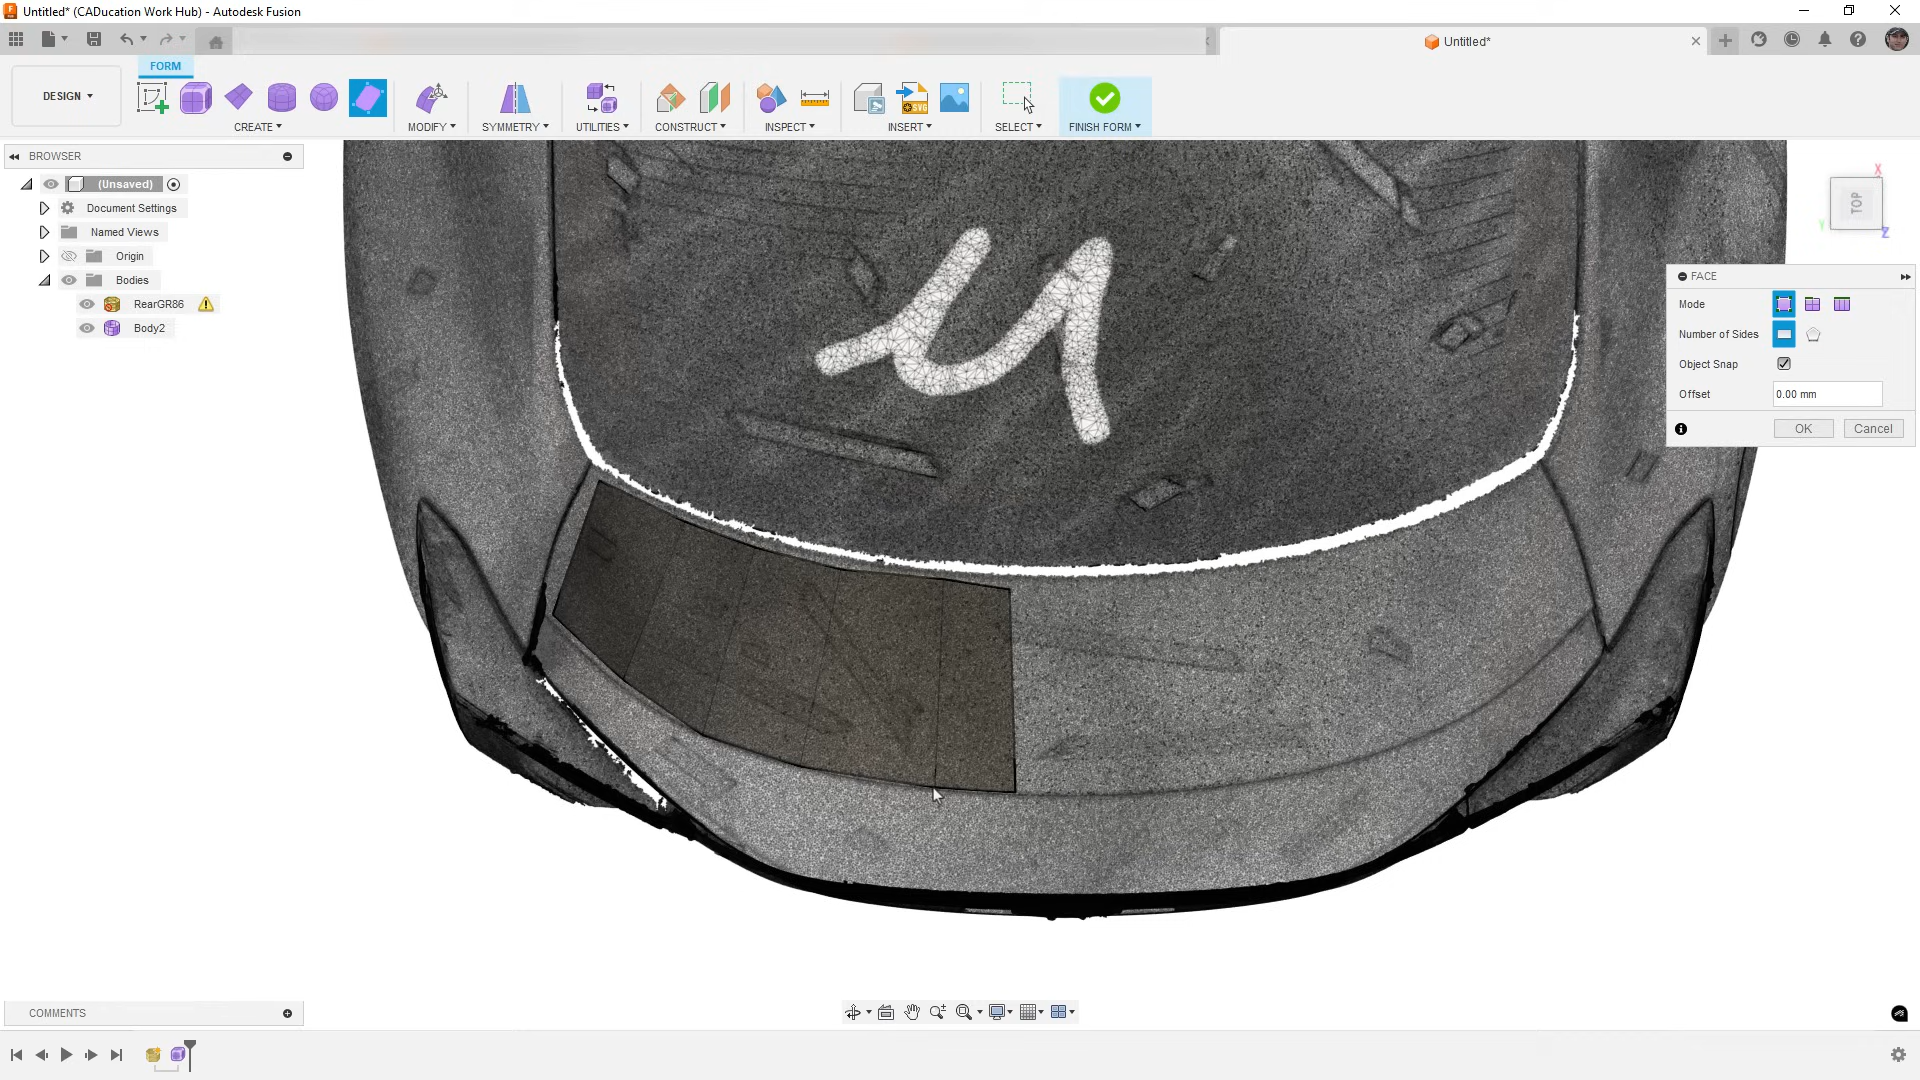 Untitled* (CADucation Work Hub) - Autodesk Fusion
Untitled*
FORM
DESIGN
CREATE
MODIFY
SYMMETRY
UTILITIES
CONSTRUCT
INSPECT
INSERT
SELECT
FINISH FORM
BROWSER
(Unsaved)
Document Settings
Named Views
Origin
Bodies
RearGR86
Body2
X
TOP
Y
Z
FACE
Mode
Number of Sides
Object Snap
Offset
0.00 mm
OK
Cancel
COMMENTS